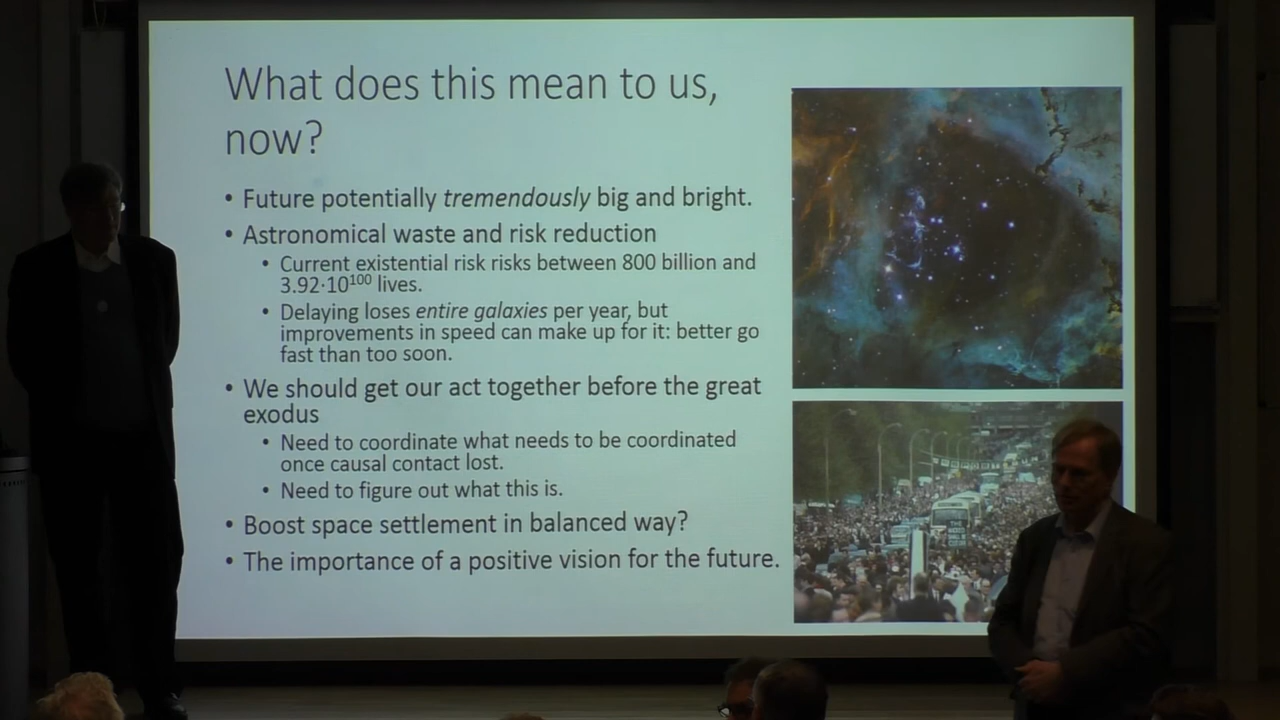 What does this mean to us,
now?
• Future potentially tremendously big and bright.
• Astronomical waste and risk reduction
• Current existential risk risks between 800 billion and
3.92·10¹⁰⁰ lives.
• Delaying loses entire galaxies per year, but
improvements in speed can make up for it: better go
fast than too soon.
• We should get our act together before the great
exodus
• Need to coordinate what needs to be coordinated
once causal contact lost.
• Need to figure out what this is.
• Boost space settlement in balanced way?
• The importance of a positive vision for the future.
THE